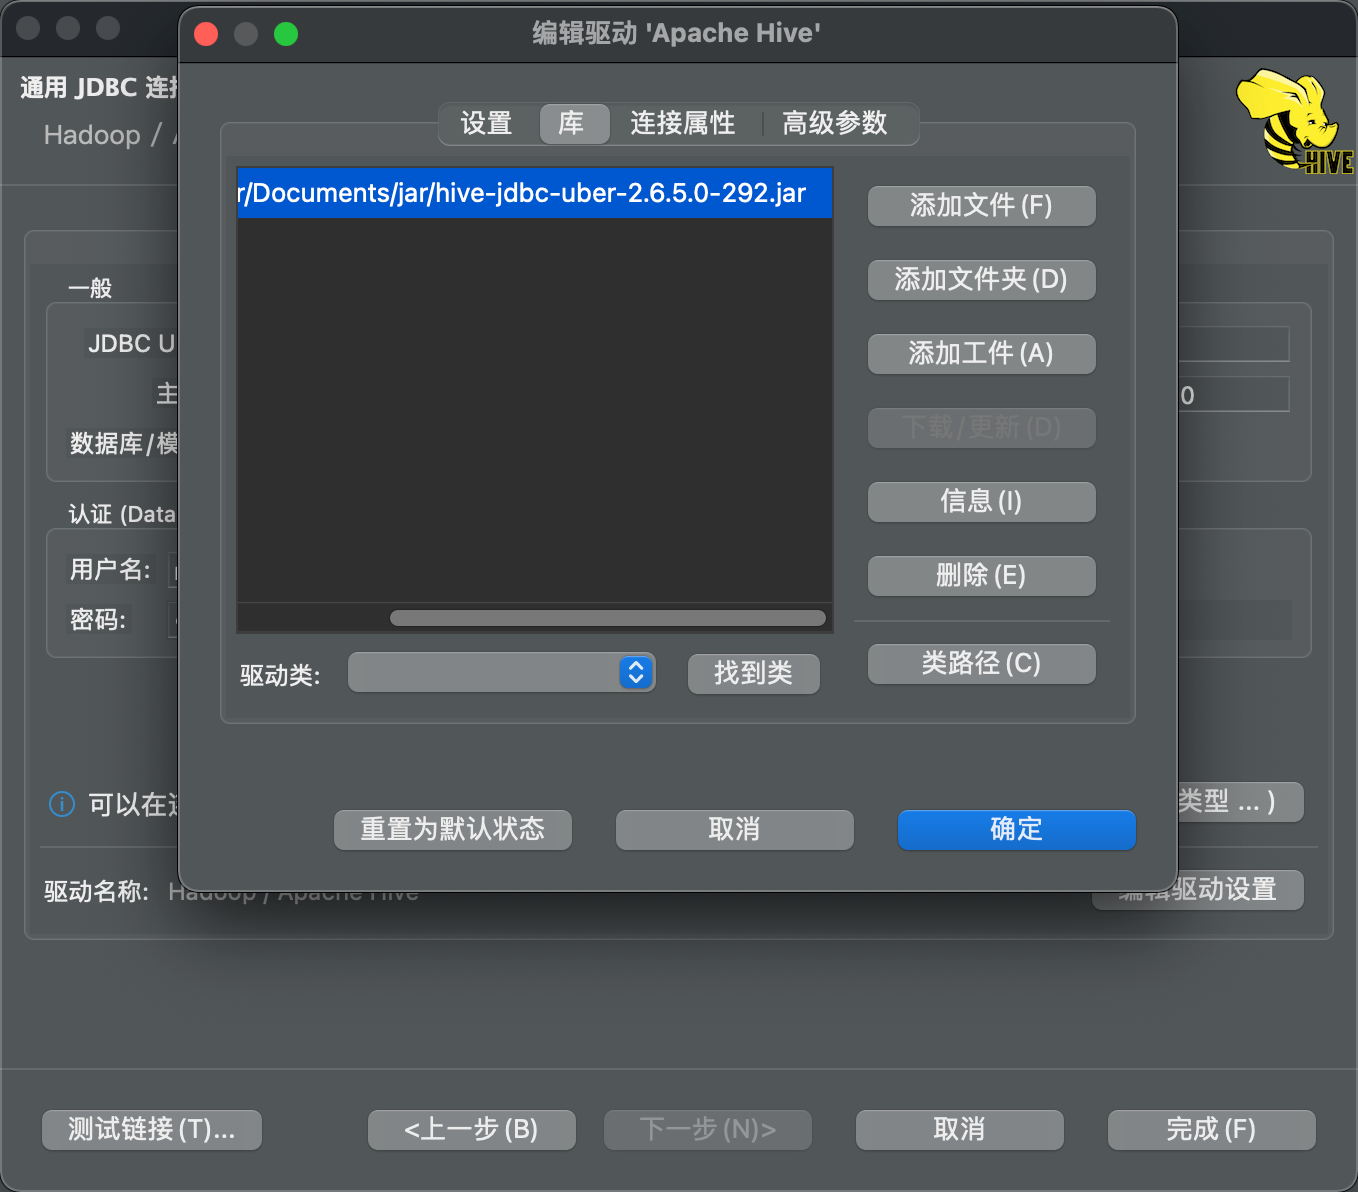 编辑驱动 'Apache Hive'
通用 JDBC 连
Hadoop /
HIVE
设置
库
连接属性
高级参数
r/Documents/jar/hive-jdbc-uber-2.6.5.0-292.jar
添加文件 (F)
添加文件夹 (D)
添加工件 (A)
下载/更新 (D)
信息 (I)
删除 (E)
类路径 (C)
驱动类:
找到类
重置为默认状态
取消
确定
一般
JDBC U
主
0
数据库/模
认证 (Data
用户名:
密码:
可以在
类型 ... )
驱动名称: Hadoop / Apache Hive
编辑驱动设置
测试链接 (T)...
<上一步 (B)
下一步 (N)>
取消
完成 (F)